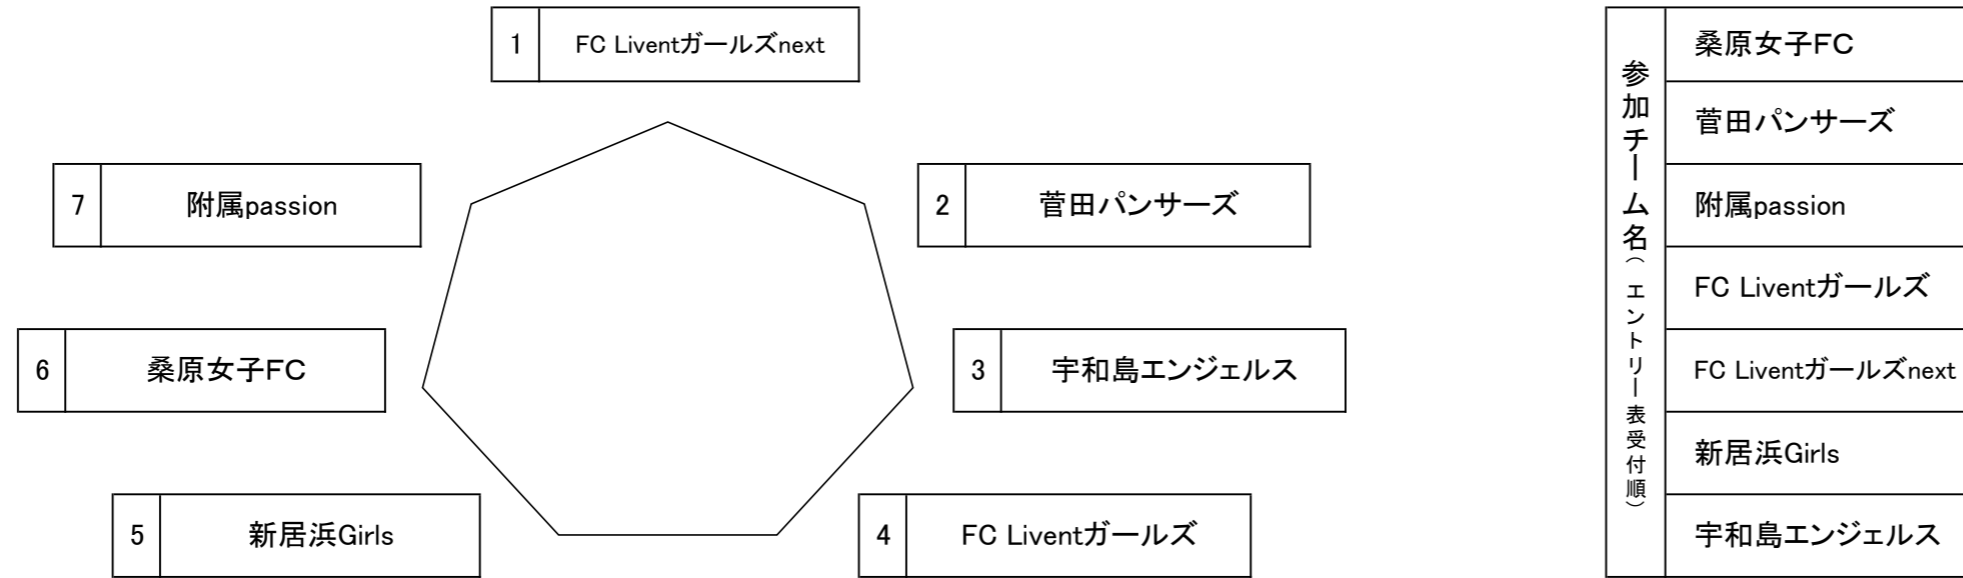 1 FC Liventガールズnext
7 附属passion
2 菅田パンサーズ
6 桑原女子FC
3 宇和島エンジェルス
5 新居浜Girls
4 FC Liventガールズ
参加チーム名(エントリー表受付順)
桑原女子FC
菅田パンサーズ
附属passion
FC Liventガールズ
FC Liventガールズnext
新居浜Girls
宇和島エンジェルス